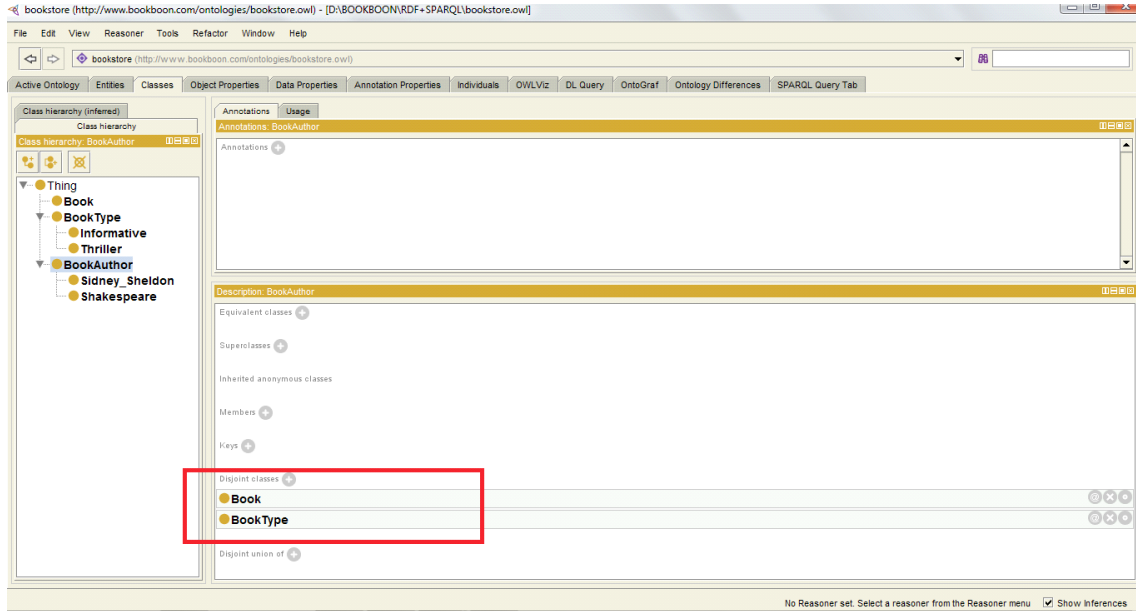 bookstore (http://www.bookboon.com/ontologies/bookstore.owl) - [D:\BOOKBOON\RDF+SPARQL\bookstore.owl]
File Edit View Reasoner Tools Refactor Window Help
bookstore (http://www.bookboon.com/ontologies/bookstore.owl)
Active Ontology Entities Classes Object Properties Data Properties Annotation Properties Individuals OWLViz DL Query OntoGraf Ontology Differences SPARQL Query Tab
Class hierarchy (inferred)
Class hierarchy
Class hierarchy: BookAuthor
Thing
Book
BookType
Informative
Thriller
BookAuthor
Sidney_Sheldon
Shakespeare
Annotations Usage
Annotations: BookAuthor
Annotations
Description: BookAuthor
Equivalent classes
Superclasses
Inherited anonymous classes
Members
Keys
Disjoint classes
Book
BookType
Disjoint union of
No Reasoner set. Select a reasoner from the Reasoner menu Show Inferences